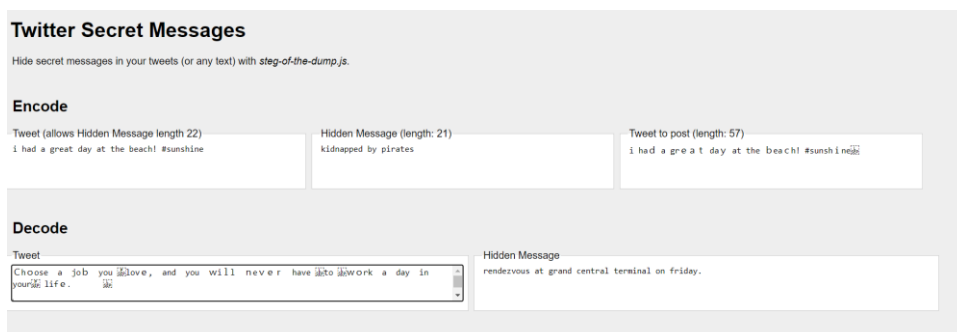 Twitter Secret Messages
Hide secret messages in your tweets (or any text) with steg-of-the-dump.js.
Encode
Tweet (allows Hidden Message length 22)
i had a great day at the beach! #sunshine
Hidden Message (length: 21)
kidnapped by pirates
Tweet to post (length: 57)
i had a great day at the beach! #sunshine
Decode
Tweet
Choose a job you love, and you will never have to work a day in
your life.
Hidden Message
rendezvous at grand central terminal on friday.